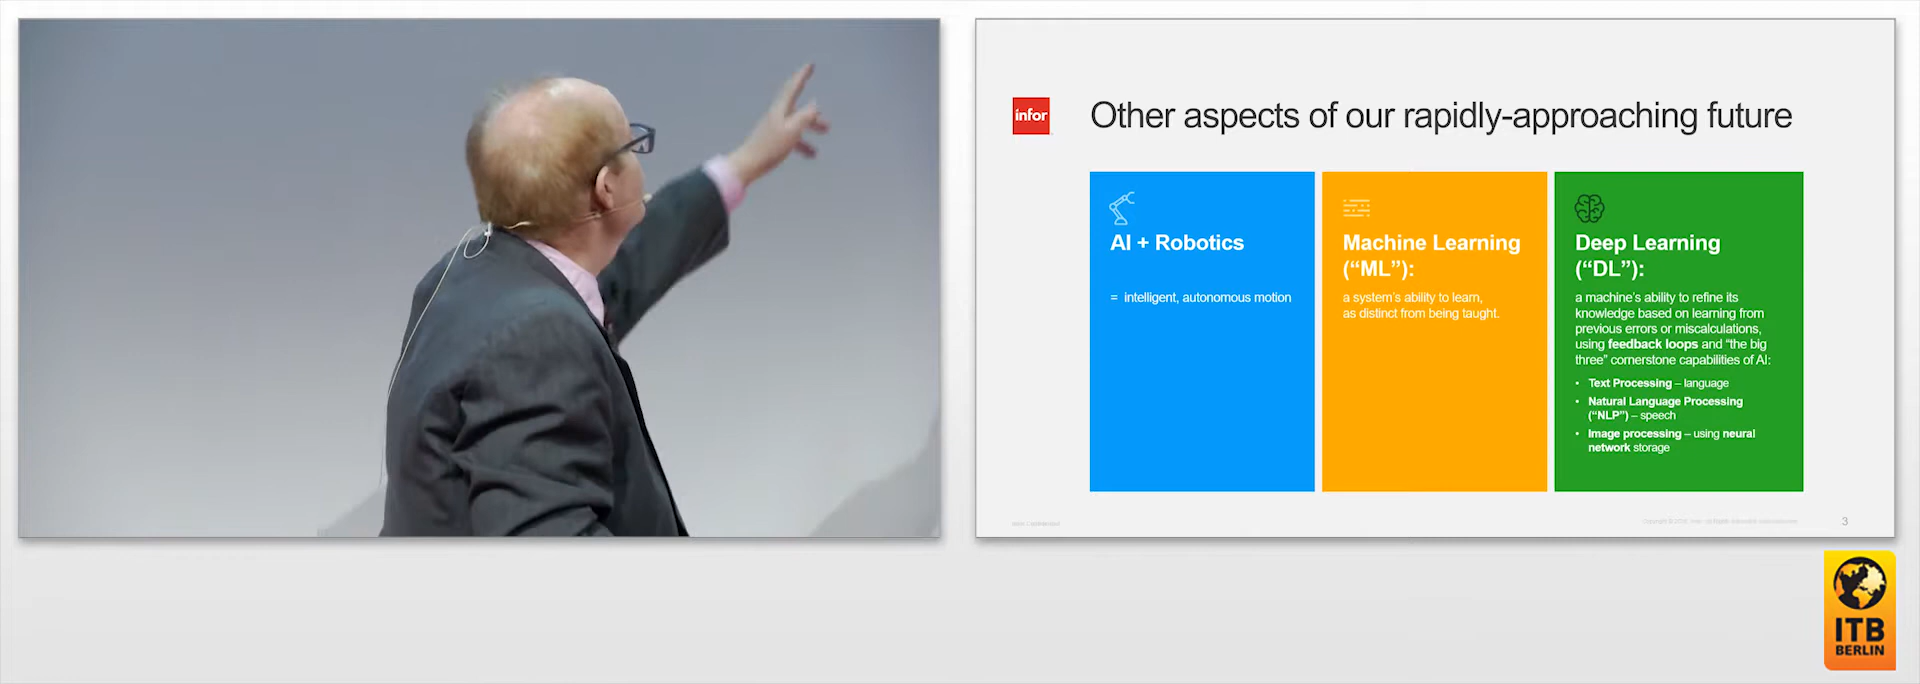 infor
Other aspects of our rapidly-approaching future
AI + Robotics
= intelligent, autonomous motion
Machine Learning
(“ML”):
a system’s ability to learn,
as distinct from being taught.
Deep Learning
(“DL”):
a machine’s ability to refine its
knowledge based on learning from
previous errors or miscalculations,
using feedback loops and “the big
three” cornerstone capabilities of AI:
• Text Processing – language
• Natural Language Processing
(“NLP”) – speech
• Image processing – using neural
network storage
3
ITB
BERLIN